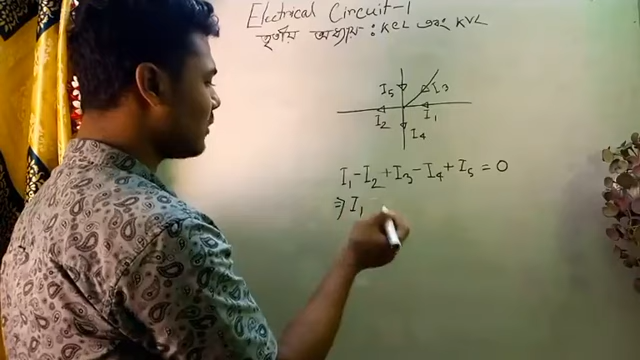 Electrical Circuit-1
তৃতীয় অধ্যায় : KCL এবং KVL
I₅ I₃
I₂ I₁
I₄
I₁-I₂+I₃-I₄+I₅=0
⇒ I₁